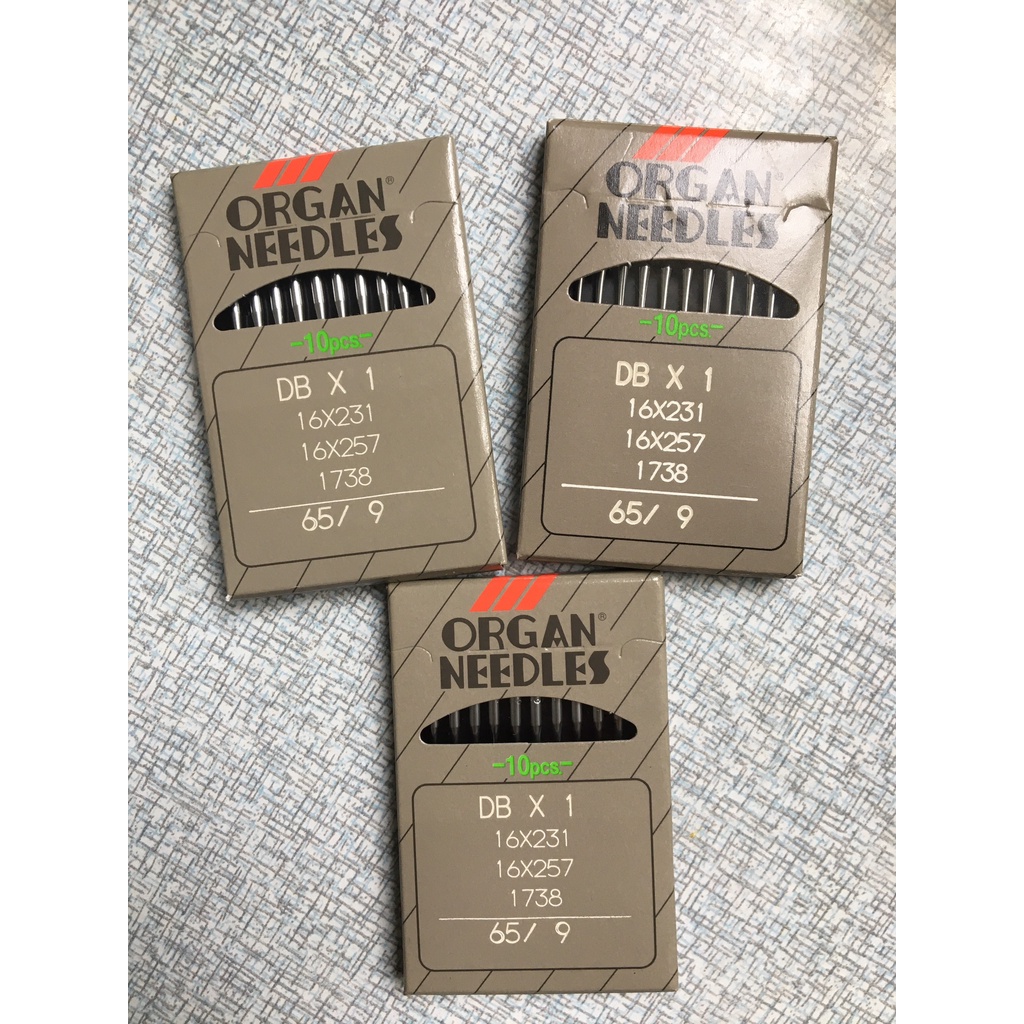 ORGAN®
NEEDLES
-10pcs.-
DB X 1
16X231
16X257
1738
65/ 9
ORGAN®
NEEDLES
-10pcs.-
DB X 1
16X231
16X257
1738
65/ 9
ORGAN®
NEEDLES
-10pcs.-
DB X 1
16X231
16X257
1738
65/ 9